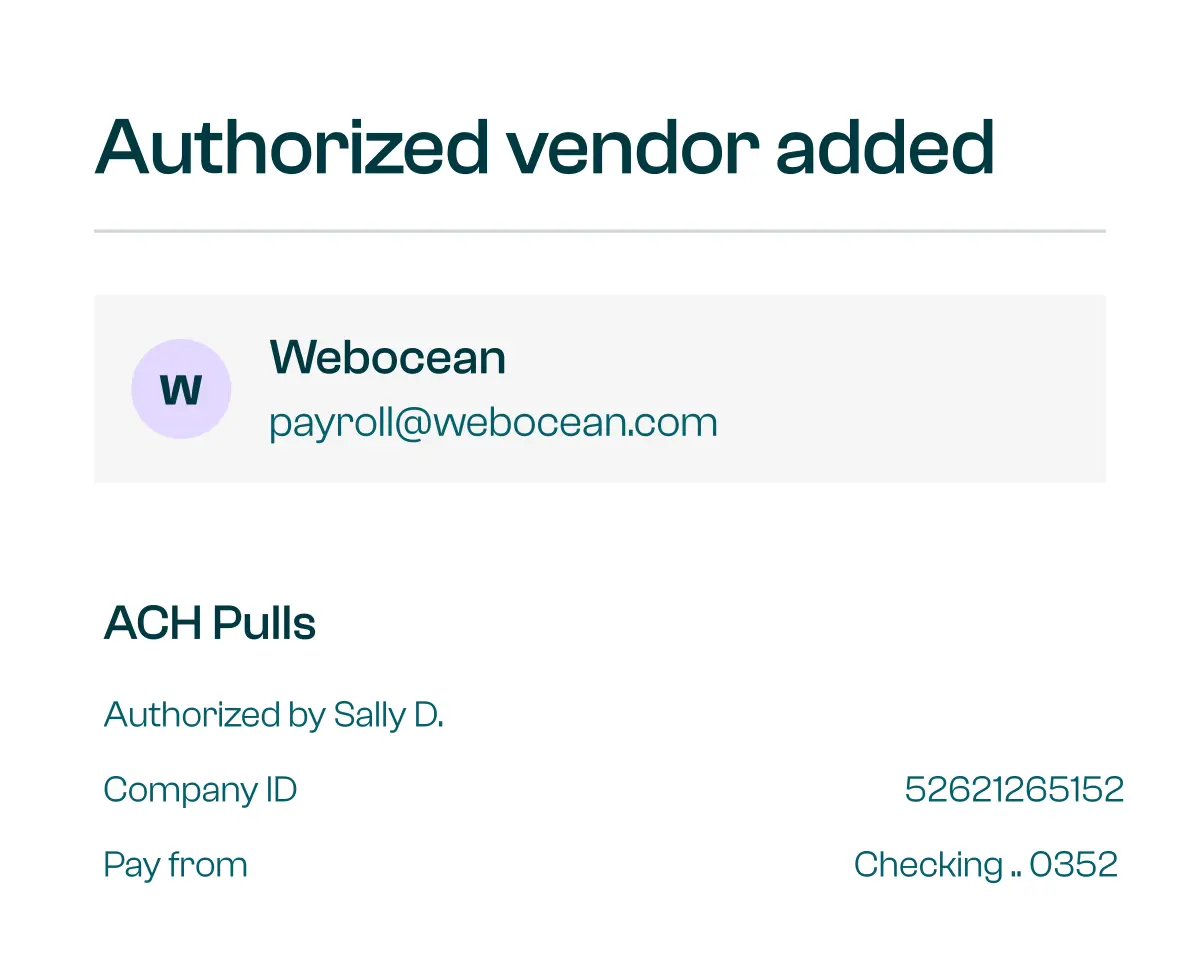 Authorized vendor added
W
Webocean
payroll@webocean.com
ACH Pulls
Authorized by Sally D.
Company ID 52621265152
Pay from Checking .. 0352